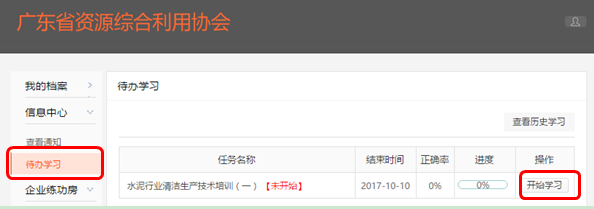 广东省资源综合利用协会
我的档案
信息中心
查看通知
待办学习
企业练功房
待办学习
查看历史学习
任务名称 结束时间 正确率 进度 操作
水泥行业清洁生产技术培训（一）【未开始】 2017-10-10 0% 0% 开始学习